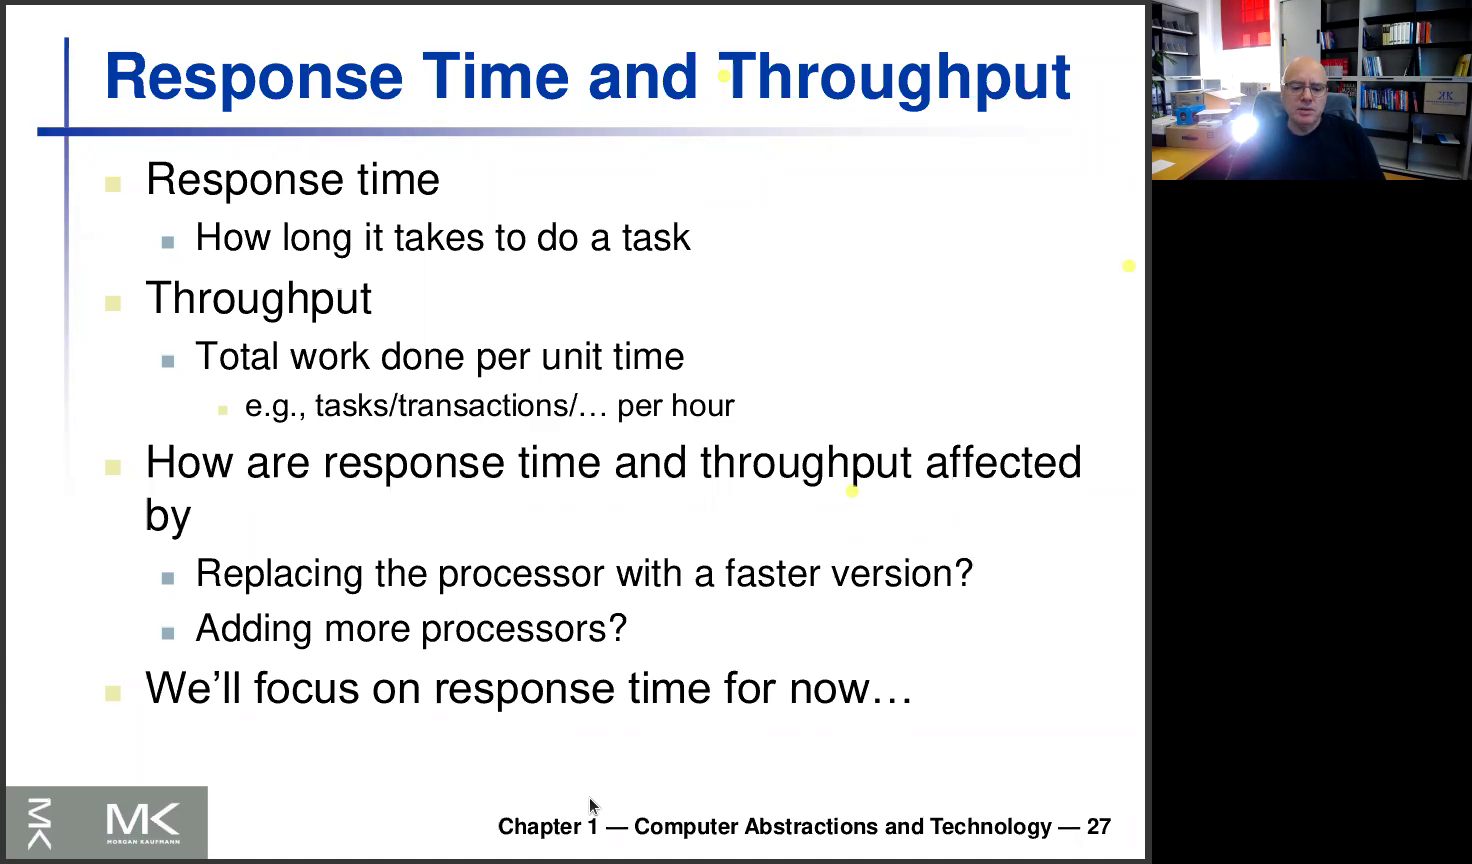 Response Time and Throughput
Response time
How long it takes to do a task
Throughput
Total work done per unit time
e.g., tasks/transactions/… per hour
How are response time and throughput affected
by
Replacing the processor with a faster version?
Adding more processors?
We’ll focus on response time for now…
MK
MK
MORGAN KAUFMANN
Chapter 1 — Computer Abstractions and Technology — 27